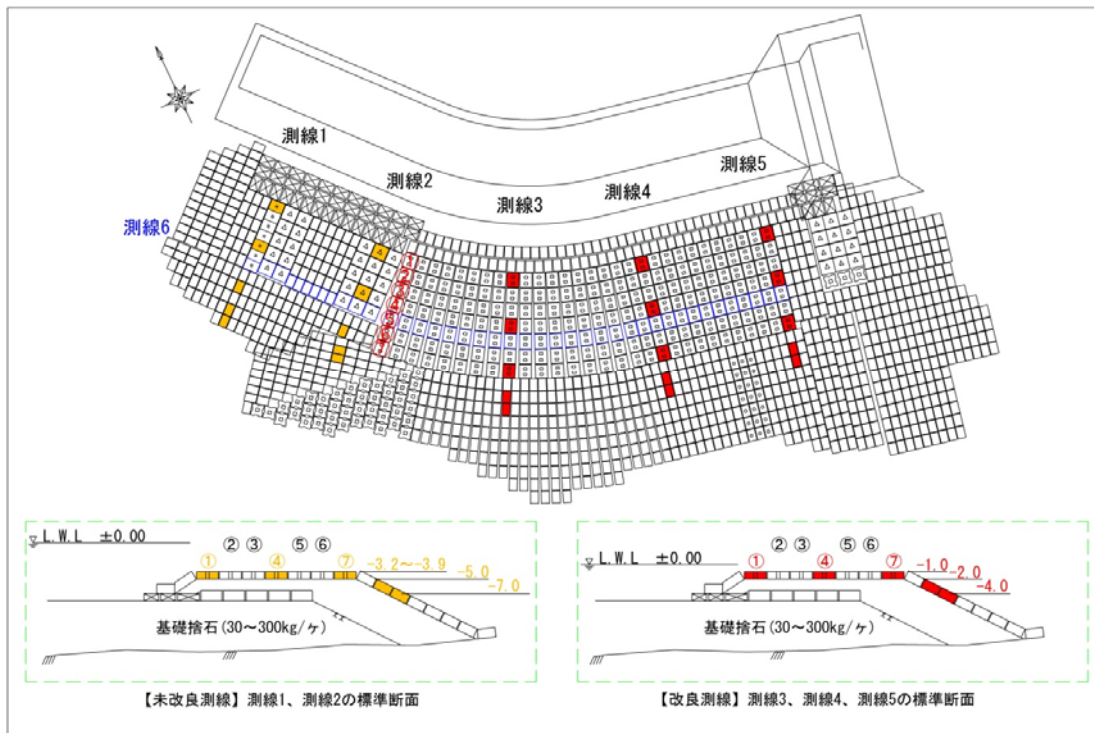 測線1
測線2
測線3
測線4
測線5
測線6
L.W.L ±0.00
① ② ③ ④ ⑤ ⑥ ⑦
-3.2～-3.9
-5.0
-7.0
基礎捨石(30～300kg/ヶ)
【未改良測線】測線1、測線2の標準断面
L.W.L ±0.00
① ② ③ ④ ⑤ ⑥ ⑦
-1.0
-2.0
-4.0
基礎捨石(30～300kg/ヶ)
【改良測線】測線3、測線4、測線5の標準断面